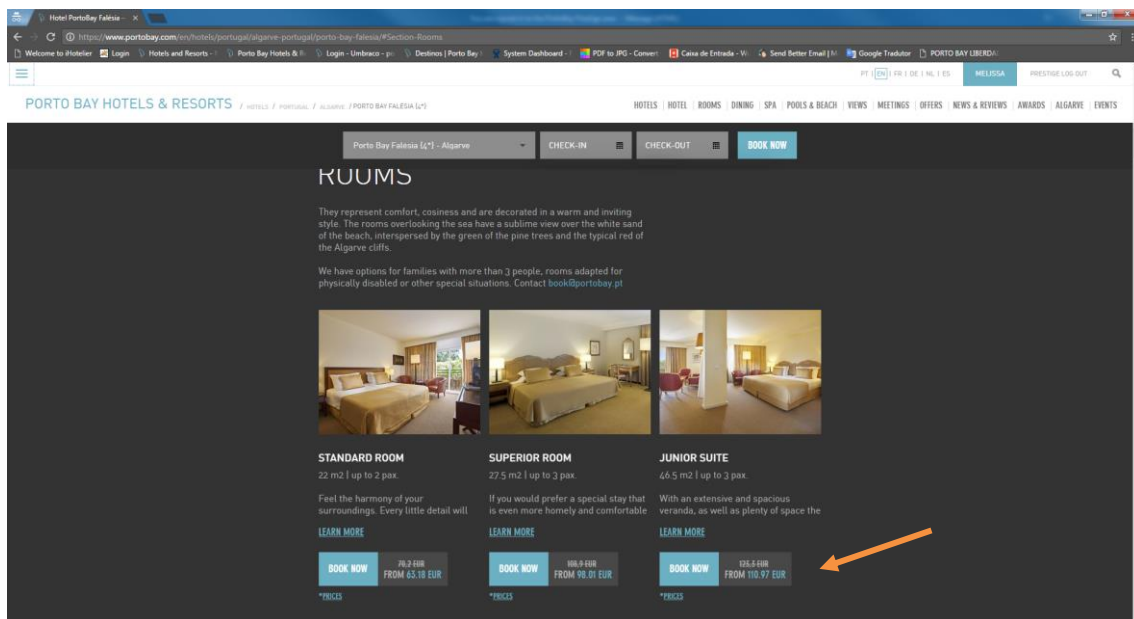 Hotel PortoBay Falésia -
https://www.portobay.com/en/hotels/portugal/algarve-portugal/porto-bay-falesia/#Section-Rooms
Welcome to iHotelier Login Hotels and Resorts - Porto Bay Hotels & Login - Umbraco - Destinos | Porto Bay System Dashboard - PDF to JPG - Convert Caixa de Entrada - Send Better Email | Google Tradutor PORTO BAY LIBERDA
PT | EN | FR | DE | NL | ES MELISSA PRESTIGE LOG OUT
PORTO BAY HOTELS & RESORTS / HOTELS / PORTUGAL / ALGARVE / PORTO BAY FALÉSIA (4*) HOTELS | HOTEL | ROOMS | DINING | SPA | POOLS & BEACH | VIEWS | MEETINGS | OFFERS | NEWS & REVIEWS | AWARDS | ALGARVE | EVENTS
Porto Bay Falésia (4*) - Algarve CHECK-IN CHECK-OUT BOOK NOW
ROOMS
They represent comfort, cosiness and are decorated in a warm and inviting
style. The rooms overlooking the sea have a sublime view over the white sand
of the beach, interspersed by the green of the pine trees and the typical red of
the Algarve cliffs.
We have options for families with more than 3 people, rooms adapted for
physically disabled or other special situations. Contact book@portobay.pt
STANDARD ROOM SUPERIOR ROOM JUNIOR SUITE
22 m2 | up to 2 pax. 27.5 m2 | up to 3 pax. 46.5 m2 | up to 3 pax.
Feel the harmony of your If you would prefer a special stay that With an extensive and spacious
surroundings. Every little detail will is even more homely and comfortable veranda, as well as plenty of space the
LEARN MORE LEARN MORE LEARN MORE
BOOK NOW 70,2 EUR BOOK NOW 108,9 EUR BOOK NOW 123,3 EUR
FROM 63.18 EUR FROM 98.01 EUR FROM 110.97 EUR
*PRICES *PRICES *PRICES